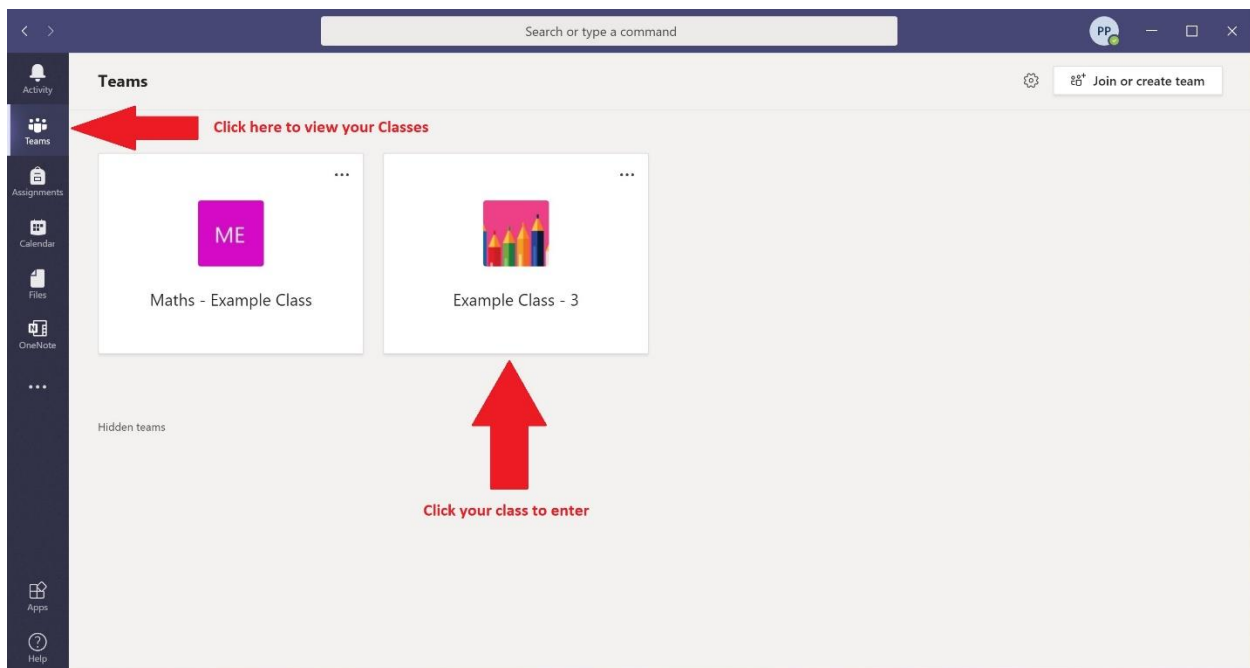 Search or type a command
PP
Activity
Teams
Assignments
Calendar
Files
OneNote
Apps
Help
Teams
Join or create team
Click here to view your Classes
ME
Maths - Example Class
Example Class - 3
Hidden teams
Click your class to enter